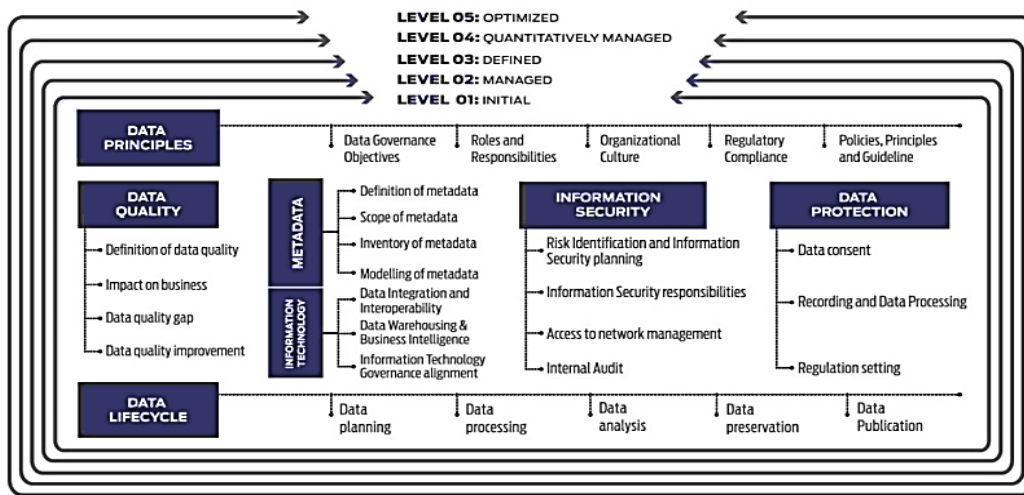 LEVEL 05: OPTIMIZED
LEVEL 04: QUANTITATIVELY MANAGED
LEVEL 03: DEFINED
LEVEL 02: MANAGED
LEVEL 01: INITIAL
DATA
PRINCIPLES
Data Governance
Objectives
Roles and
Responsibilities
Organizational
Culture
Regulatory
Compliance
Policies, Principles
and Guideline
DATA
QUALITY
Definition of data quality
Impact on business
Data quality gap
Data quality improvement
METADATA
Definition of metadata
Scope of metadata
Inventory of metadata
Modelling of metadata
INFORMATION
TECHNOLOGY
Data Integration and
Interoperability
Data Warehousing &
Business Intelligence
Information Technology
Governance alignment
INFORMATION
SECURITY
Risk Identification and Information
Security planning
Information Security responsibilities
Access to network management
Internal Audit
DATA
PROTECTION
Data consent
Recording and Data Processing
Regulation setting
DATA
LIFECYCLE
Data
planning
Data
processing
Data
analysis
Data
preservation
Data
Publication